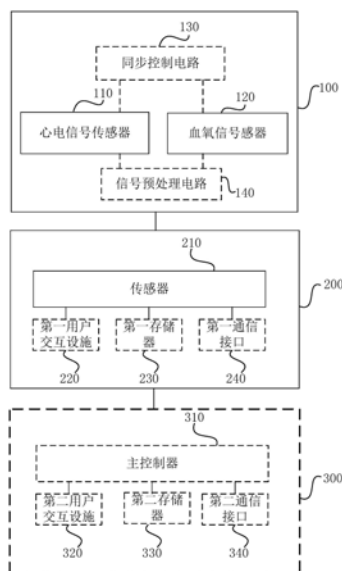 130
同步控制电路
110
120
100
心电信号传感器
血氧信号感器
信号预处理电路
140
210
传感器
200
第一用户
交互设施
第一存储
器
第一通信
接口
220
230
240
310
主控制器
300
第二用户
交互设施
第二存储
器
第二通信
接口
320
330
340